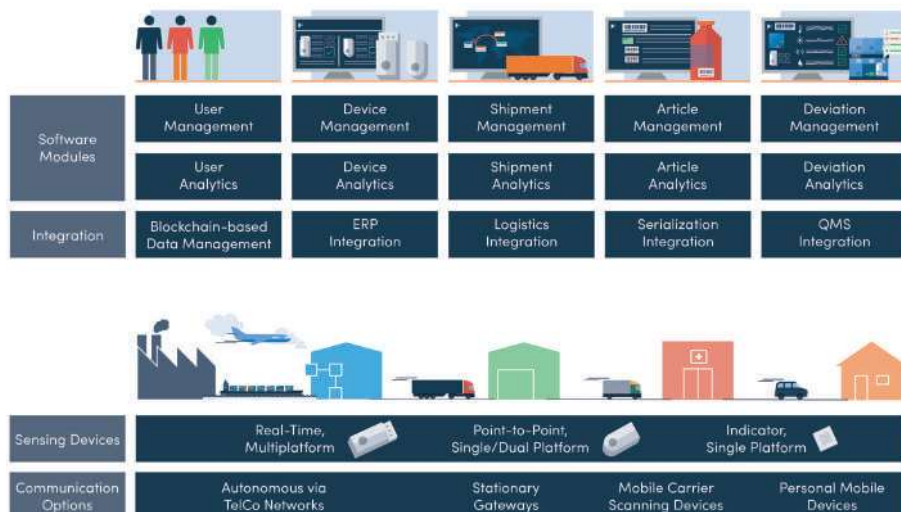 Software
Modules
User
Management
Device
Management
Shipment
Management
Article
Management
Deviation
Management
User
Analytics
Device
Analytics
Shipment
Analytics
Article
Analytics
Deviation
Analytics
Integration
Blockchain-based
Data Management
ERP
Integration
Logistics
Integration
Serialization
Integration
QMS
Integration
Sensing Devices
Real-Time,
Multiplatform
Point-to-Point,
Single/Dual Platform
Indicator,
Single Platform
Communication
Options
Autonomous via
TelCo Networks
Stationary
Gateways
Mobile Carrier
Scanning Devices
Personal Mobile
Devices